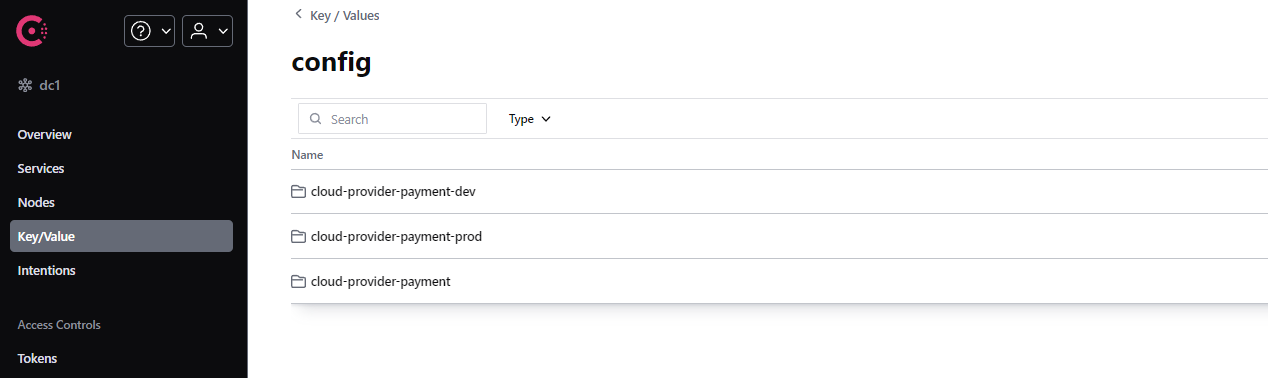 dc1
Overview
Services
Nodes
Key/Value
Intentions
Access Controls
Tokens
Key / Values
config
Search
Type
Name
cloud-provider-payment-dev
cloud-provider-payment-prod
cloud-provider-payment